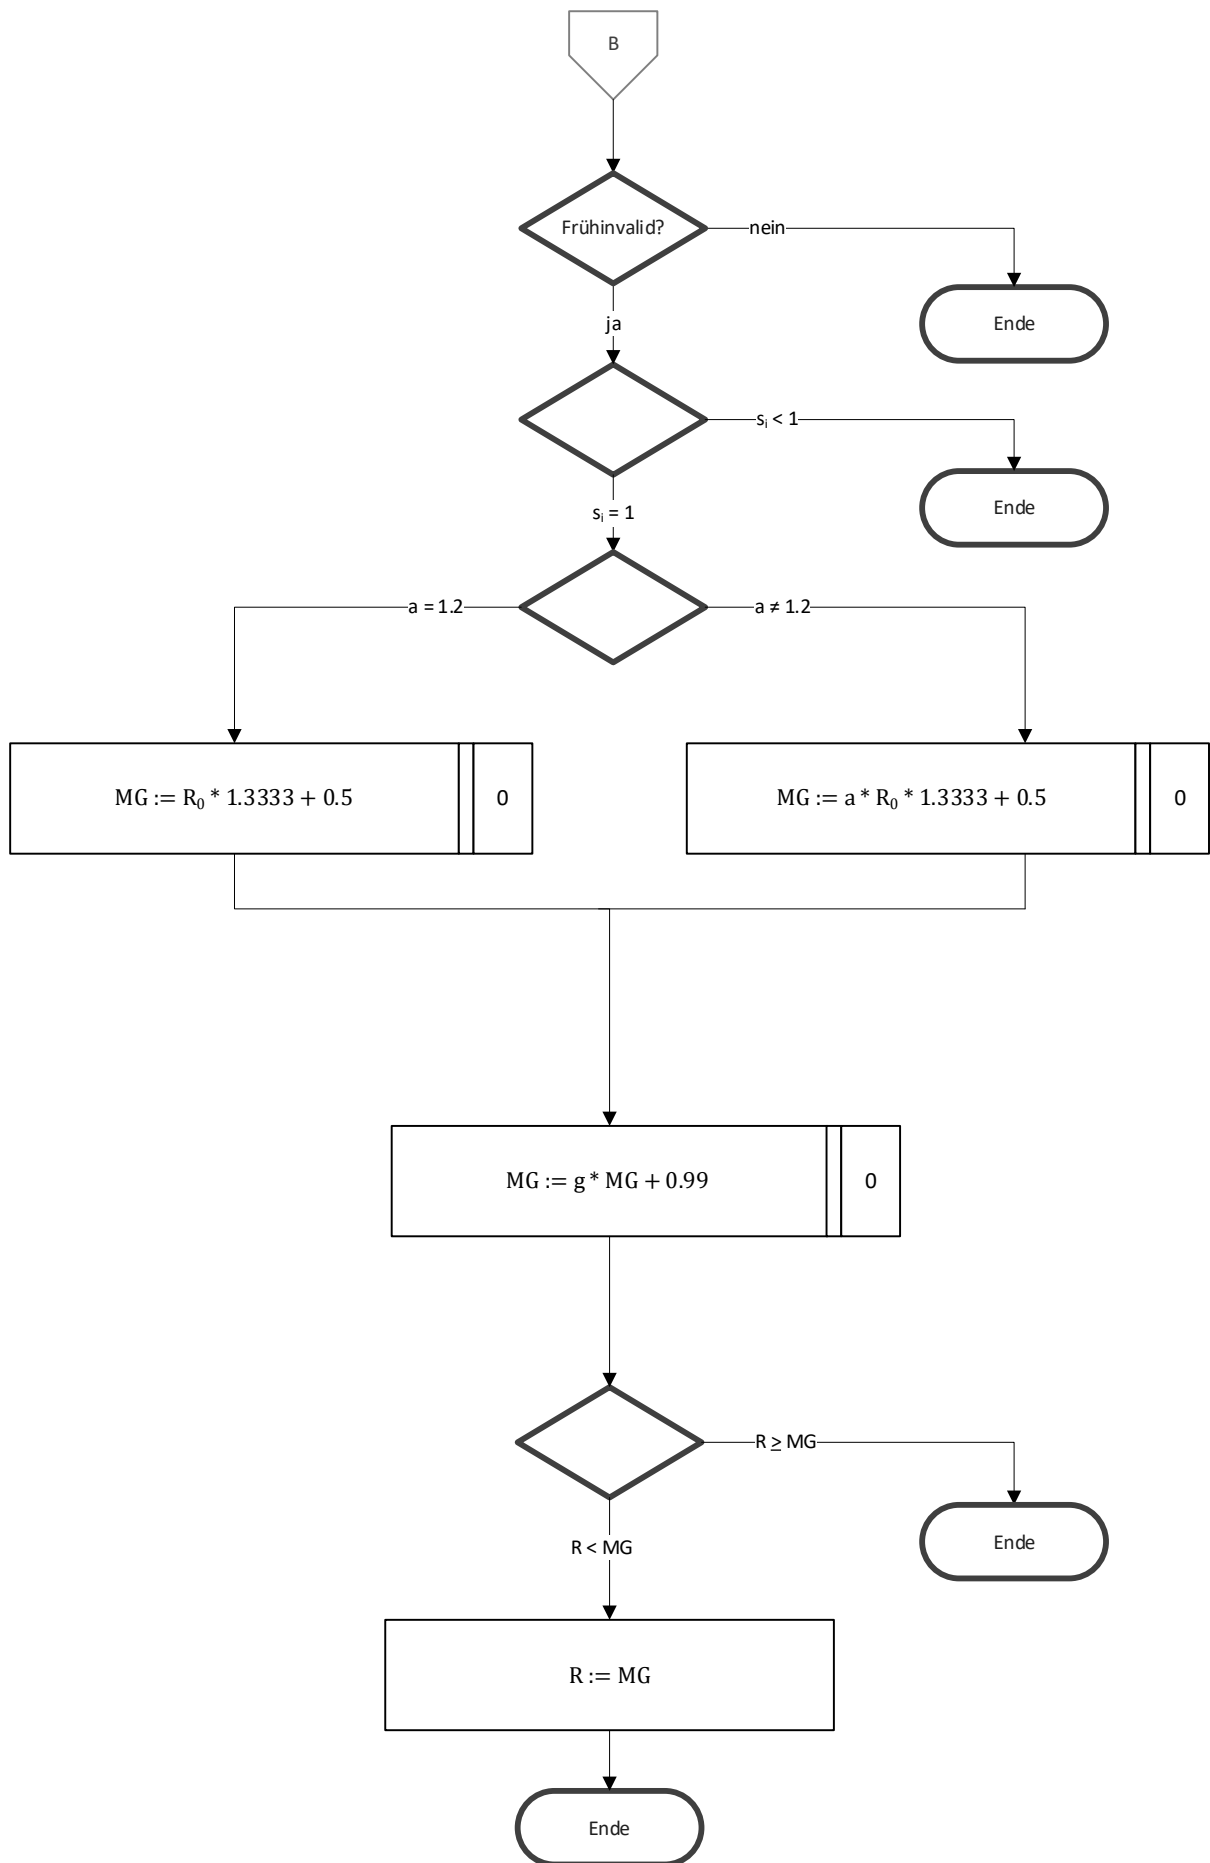 B
Frühinvalid?
nein
Ende
ja
sᵢ < 1
Ende
sᵢ = 1
a = 1.2
a ≠ 1.2
MG := R₀ * 1.3333 + 0.5
0
MG := a * R₀ * 1.3333 + 0.5
0
MG := g * MG + 0.99
0
R ≥ MG
Ende
R < MG
R := MG
Ende